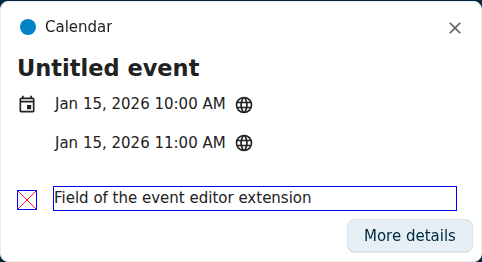 Calendar
Untitled event
Jan 15, 2026 10:00 AM
Jan 15, 2026 11:00 AM
Field of the event editor extension
More details